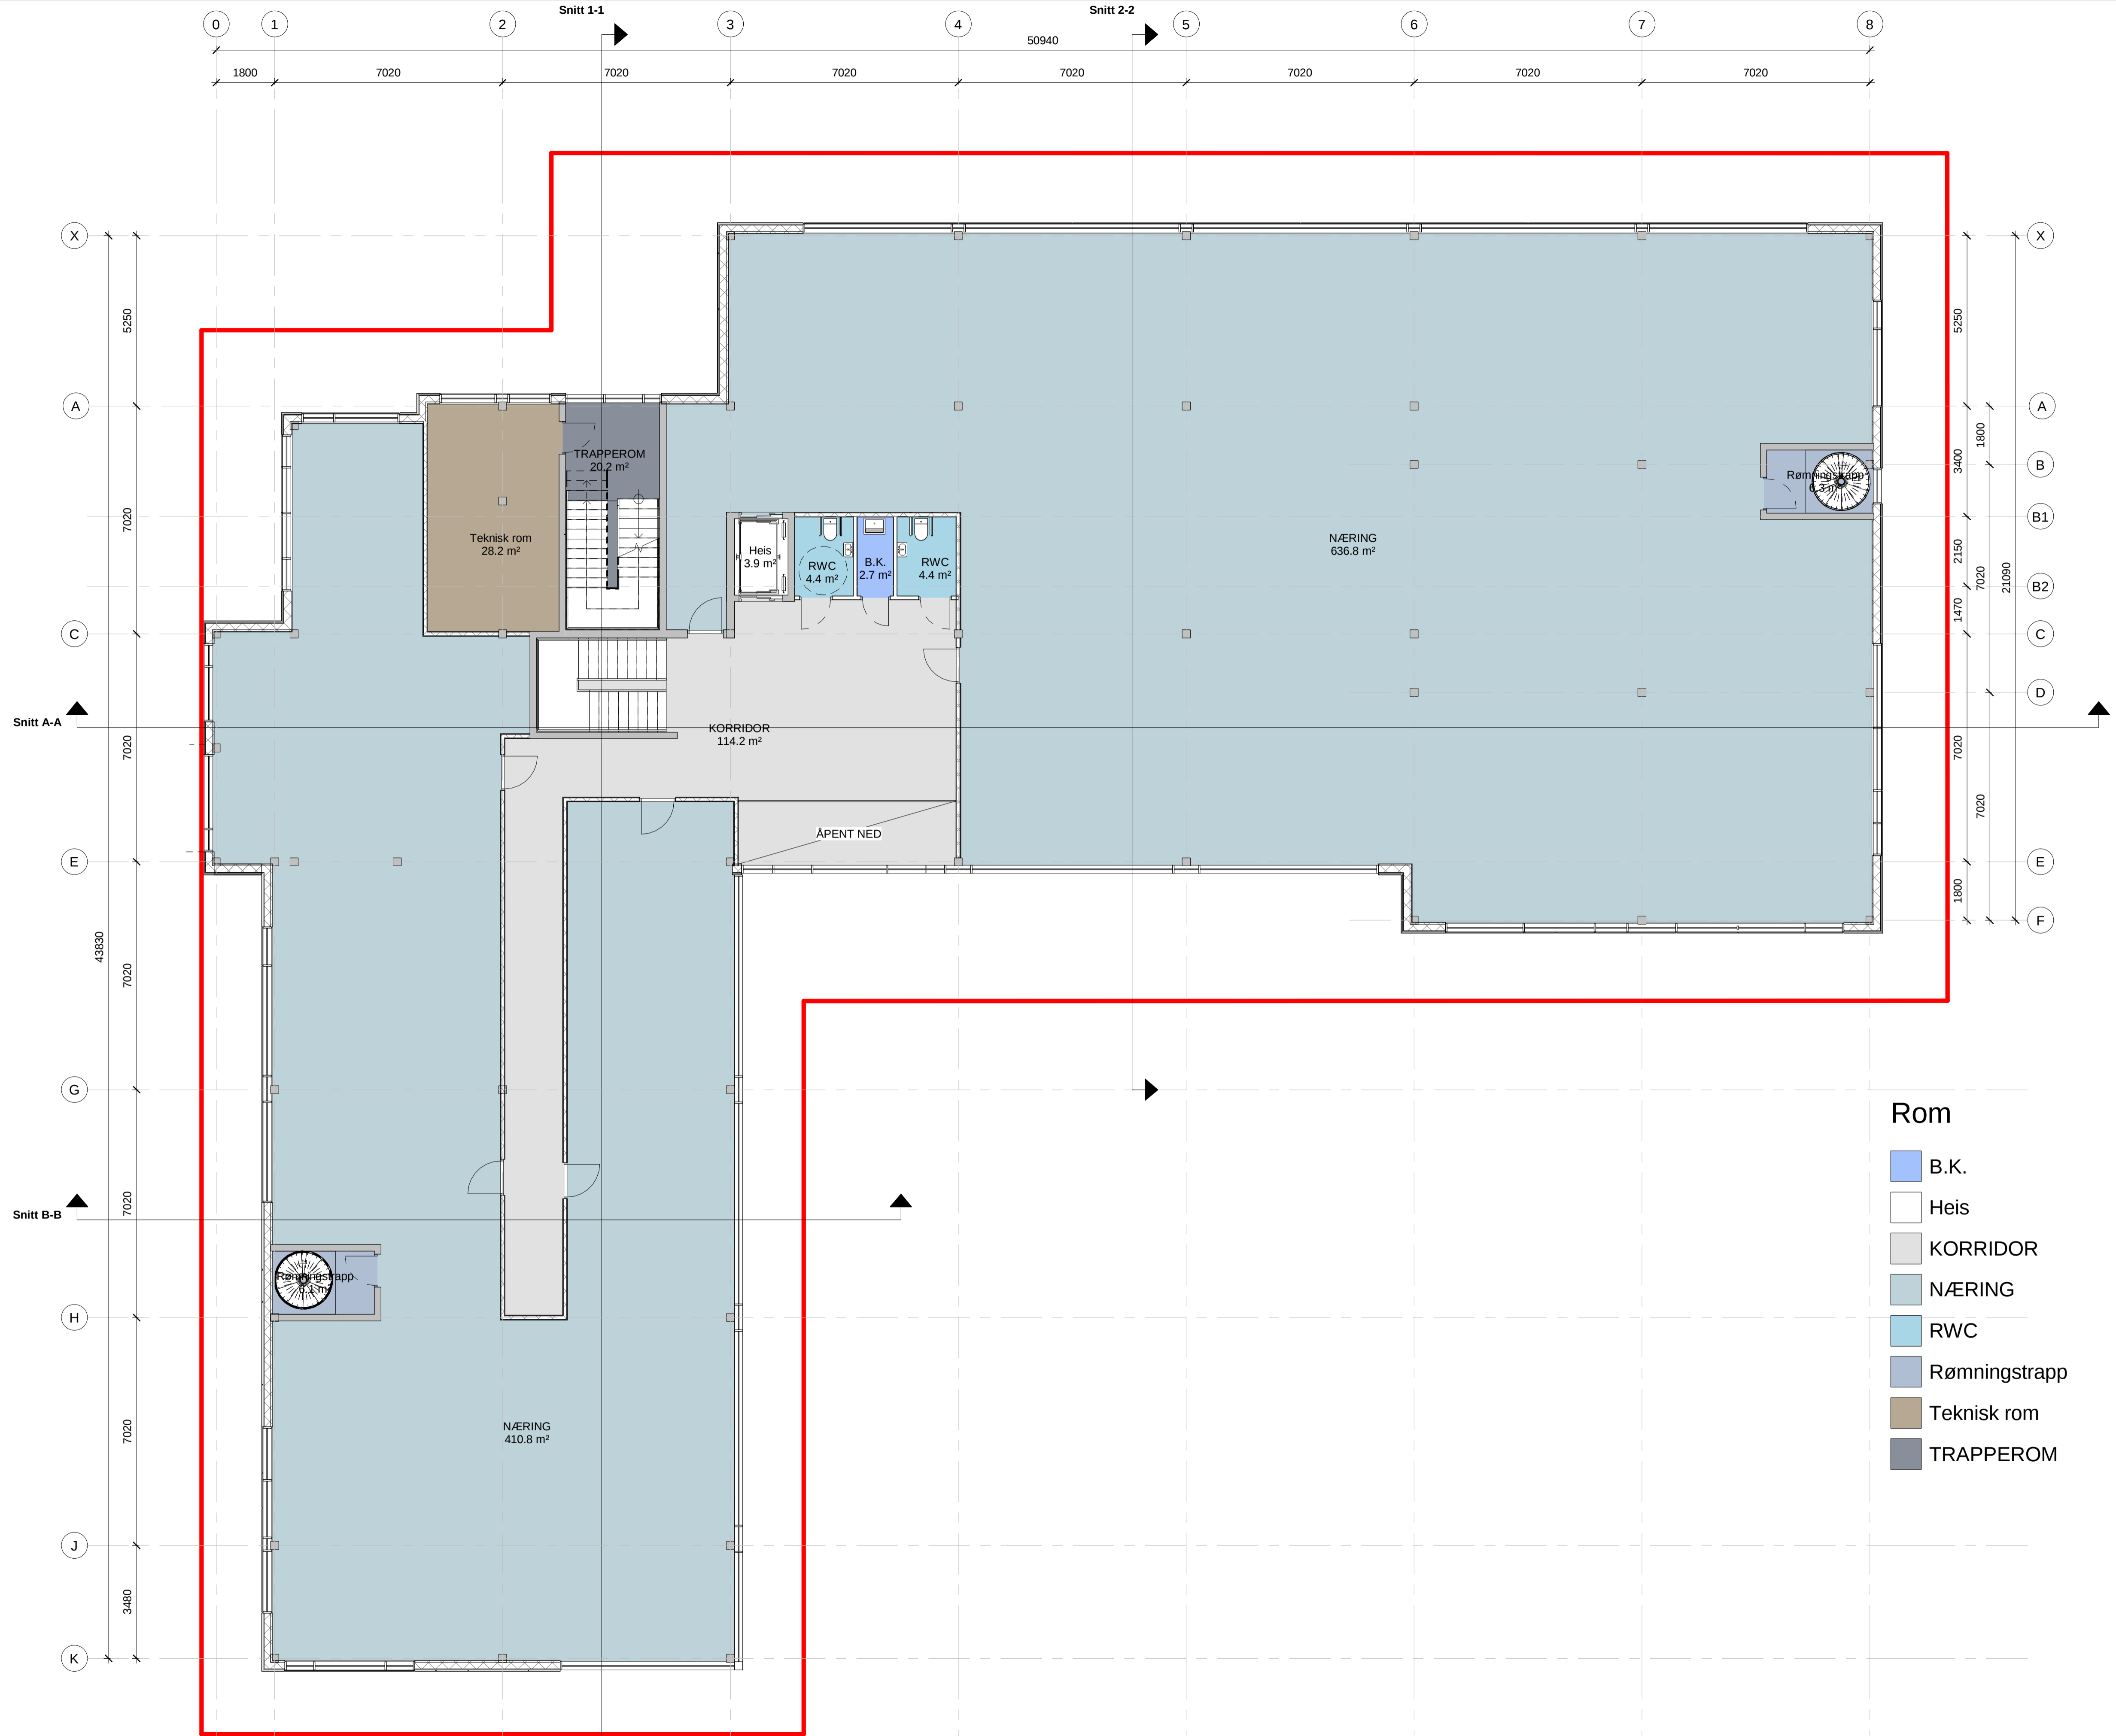 Snitt 1-1
Snitt 2-2
0
1
2
3
4
5
6
7
8
50940
1800
7020
7020
7020
7020
7020
7020
7020
X
X
5250
5250
A
A
1800
TRAPPEROM
20.2 m²
3400
B
B
Rømningstrapp
6.3 m²
7020
B1
Teknisk rom
28.2 m²
NÆRING
636.8 m²
Heis
3.9 m²
RWC
4.4 m²
B.K.
2.7 m²
RWC
4.4 m²
2150
7020
21090
B2
1470
C
C
D
Snitt A-A
KORRIDOR
114.2 m²
7020
7020
7020
ÅPENT NED
E
E
1800
F
43830
7020
G
Rom
B.K.
Heis
KORRIDOR
NÆRING
RWC
Rømningstrapp
Teknisk rom
TRAPPEROM
7020
Snitt B-B
Rømningstrapp
6.1 m²
H
7020
NÆRING
410.8 m²
J
3480
K